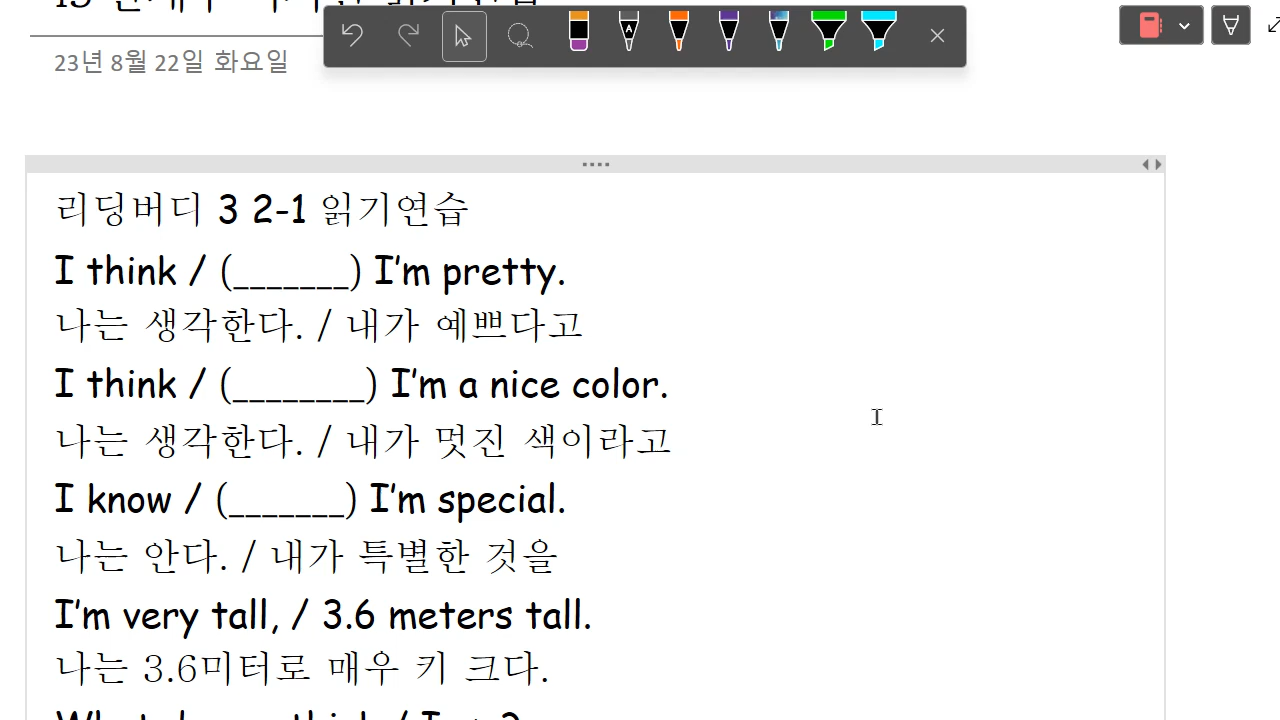 23년 8월 22일 화요일
리딩버디 3 2-1 읽기연습
I think / (_______) I'm pretty.
나는 생각한다. / 내가 예쁘다고
I think / (________) I'm a nice color.
나는 생각한다. / 내가 멋진 색이라고
I know / (_______) I'm special.
나는 안다. / 내가 특별한 것을
I'm very tall, / 3.6 meters tall.
나는 3.6미터로 매우 키 크다.